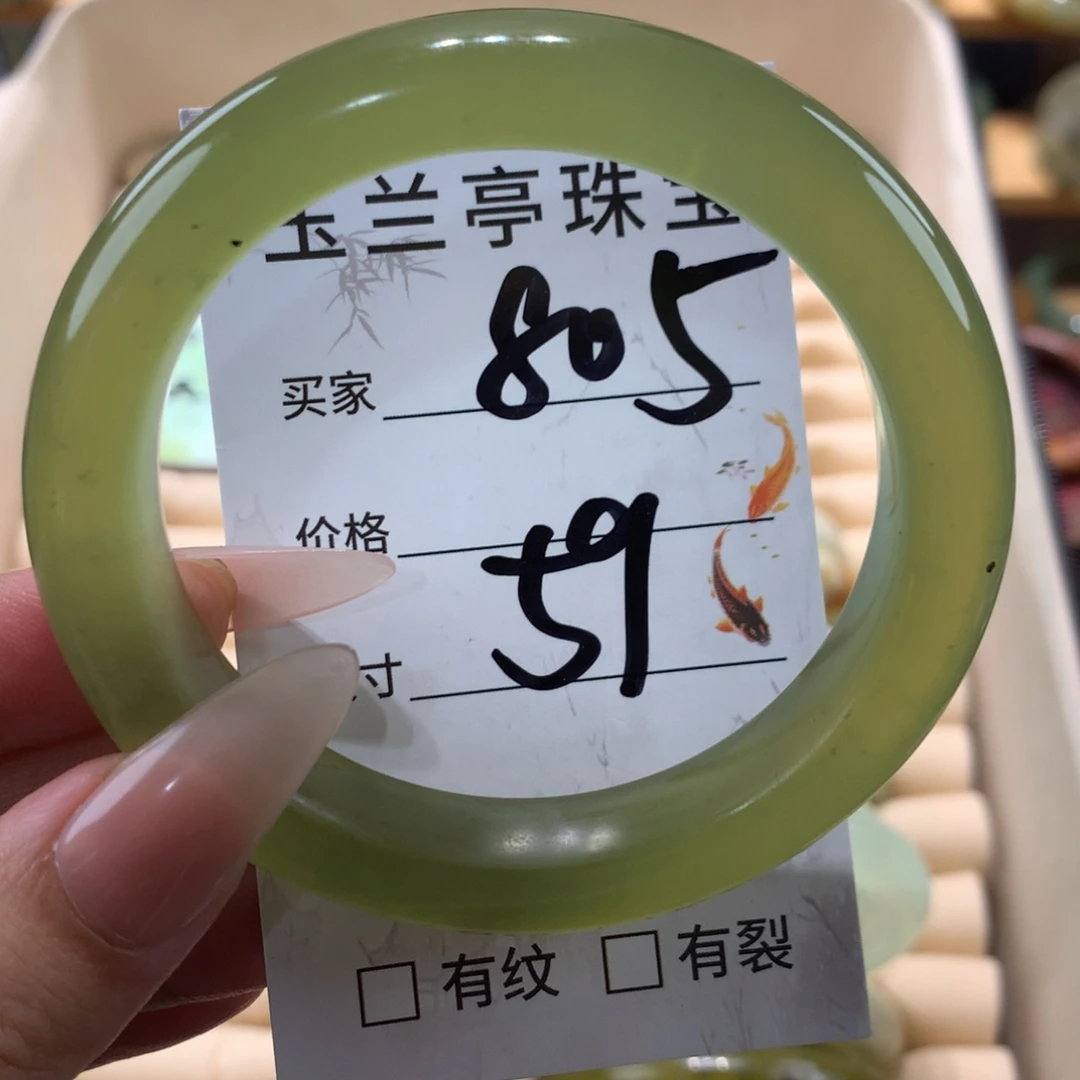 玉兰亭珠宝
买家 805
价格 59
寸
□ 有纹 □ 有裂